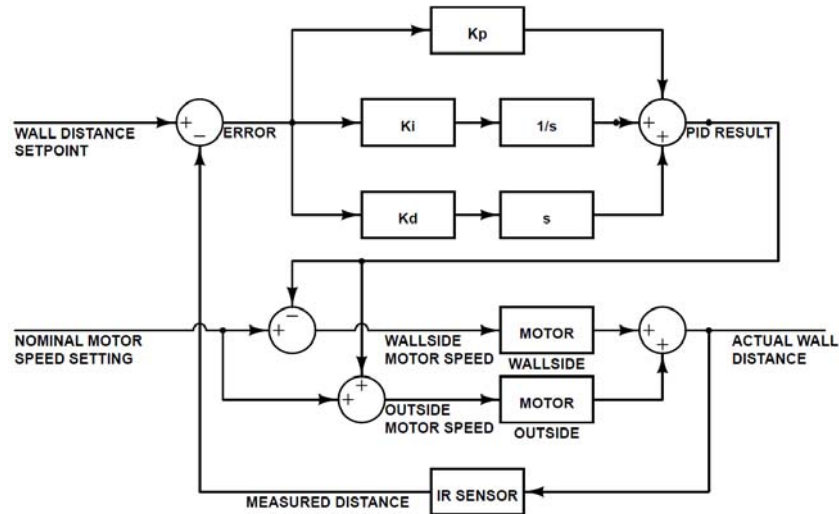 Kp
+
−
+
WALL DISTANCE
SETPOINT
ERROR
Ki
1/s
+
+
PID RESULT
Kd
s
−
+
NOMINAL MOTOR
SPEED SETTING
WALLSIDE
MOTOR SPEED
MOTOR
WALLSIDE
+
+
ACTUAL WALL
DISTANCE
+
+
OUTSIDE
MOTOR SPEED
MOTOR
OUTSIDE
MEASURED DISTANCE
IR SENSOR